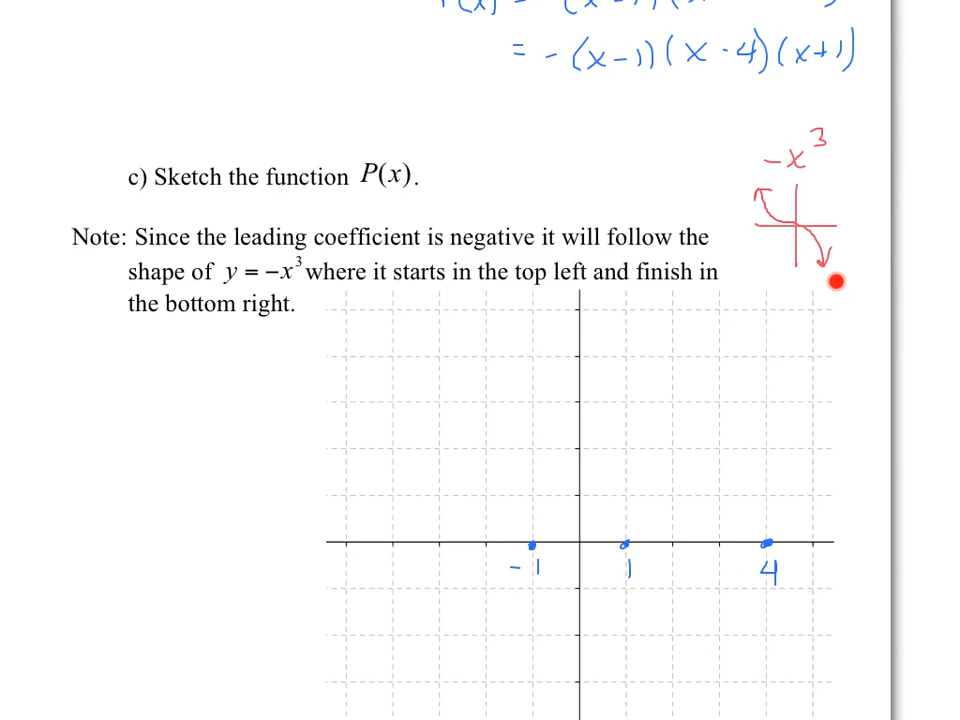 = -(x-1)(x-4)(x+1)
-x³
c) Sketch the function P(x).
Note: Since the leading coefficient is negative it will follow the
shape of y = -x³ where it starts in the top left and finish in
the bottom right.
-1 1 4